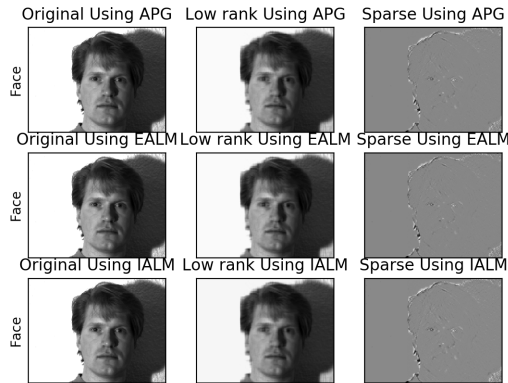 Original Using APG Low rank Using APG Sparse Using APG
Face
Original Using EALM Low rank Using EALM Sparse Using EALM
Face
Original Using IALM Low rank Using IALM Sparse Using IALM
Face